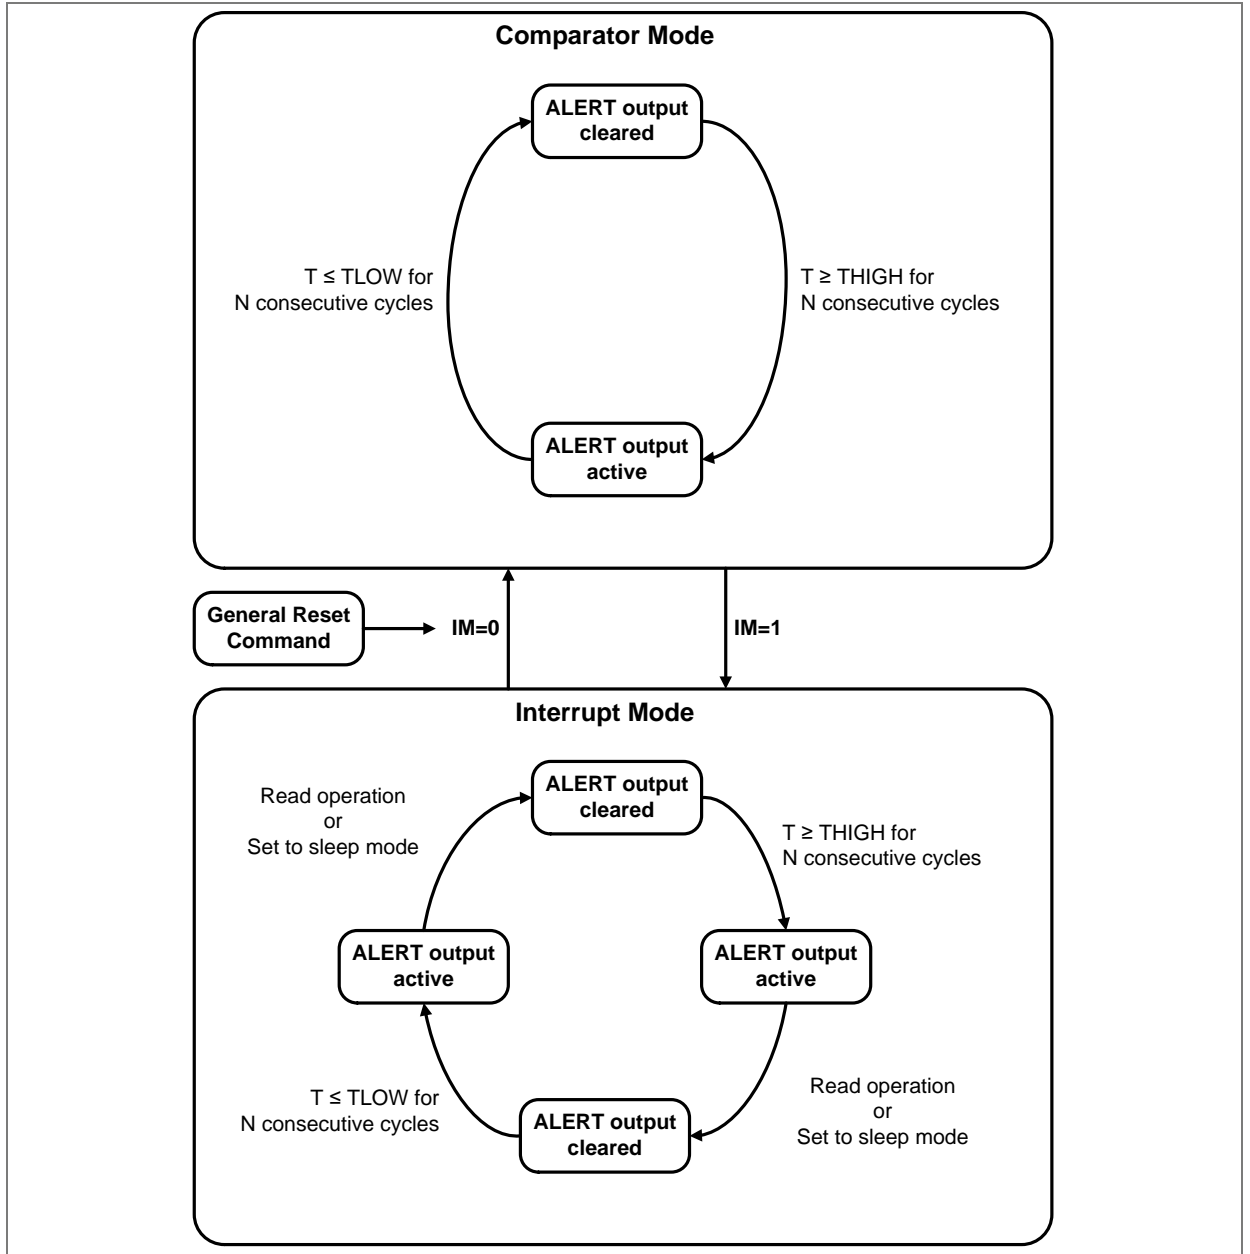 Comparator Mode
ALERT output
cleared
T ≤ TLOW for
N consecutive cycles
T ≥ THIGH for
N consecutive cycles
ALERT output
active
General Reset
Command
IM=0
IM=1
Interrupt Mode
ALERT output
cleared
Read operation
or
Set to sleep mode
T ≥ THIGH for
N consecutive cycles
ALERT output
active
ALERT output
active
T ≤ TLOW for
N consecutive cycles
Read operation
or
Set to sleep mode
ALERT output
cleared